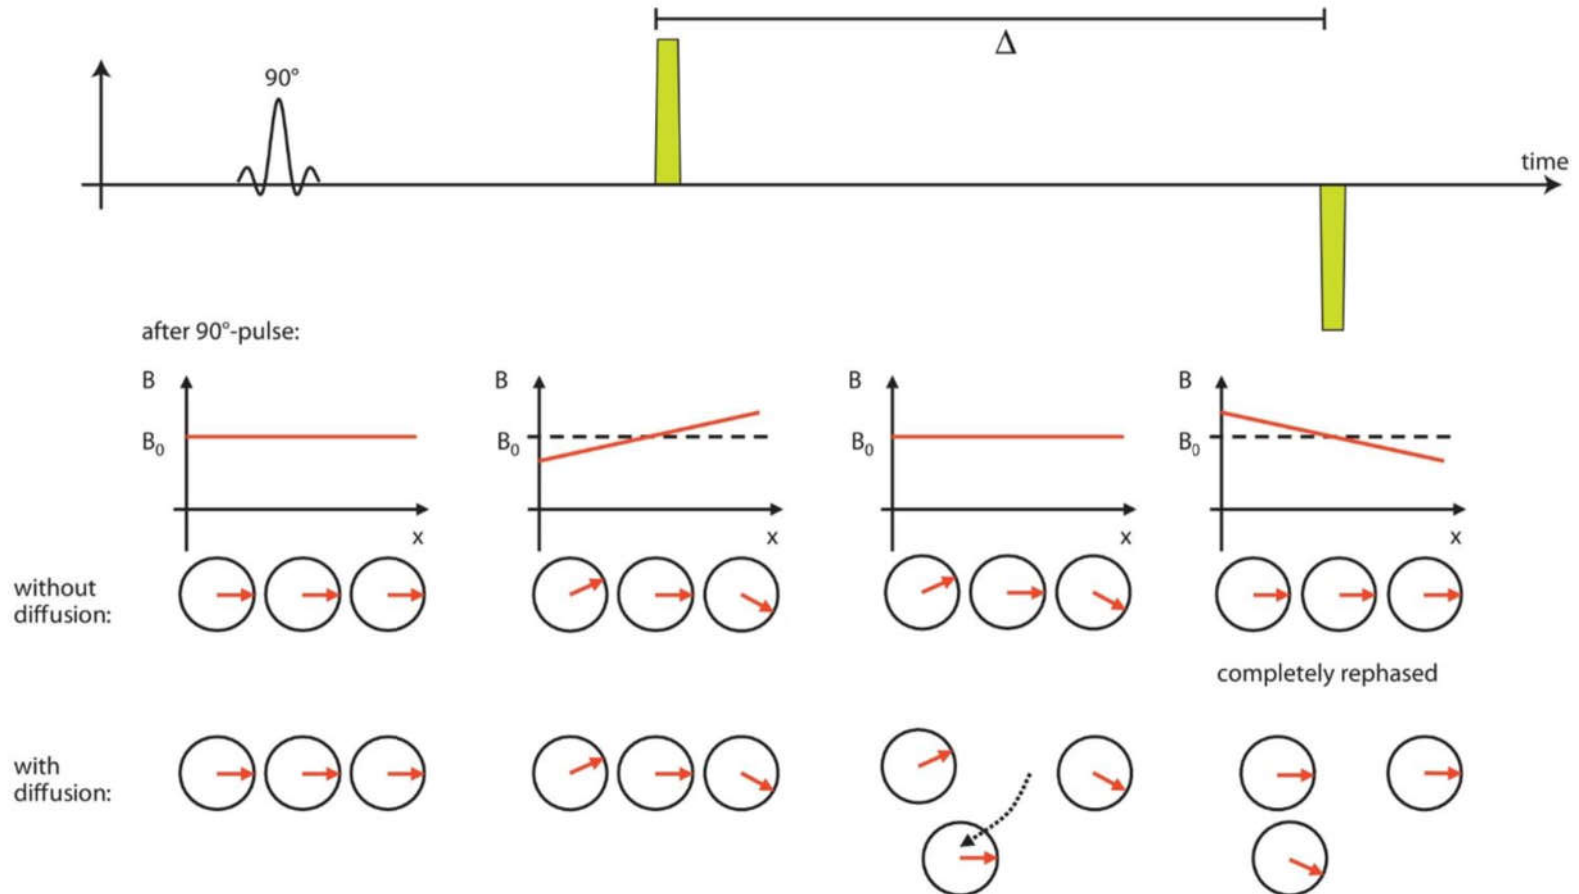 Δ
90°
time
after 90°-pulse:
B B B B
B₀ B₀ B₀ B₀
x x x x
without
diffusion:
completely rephased
with
diffusion: